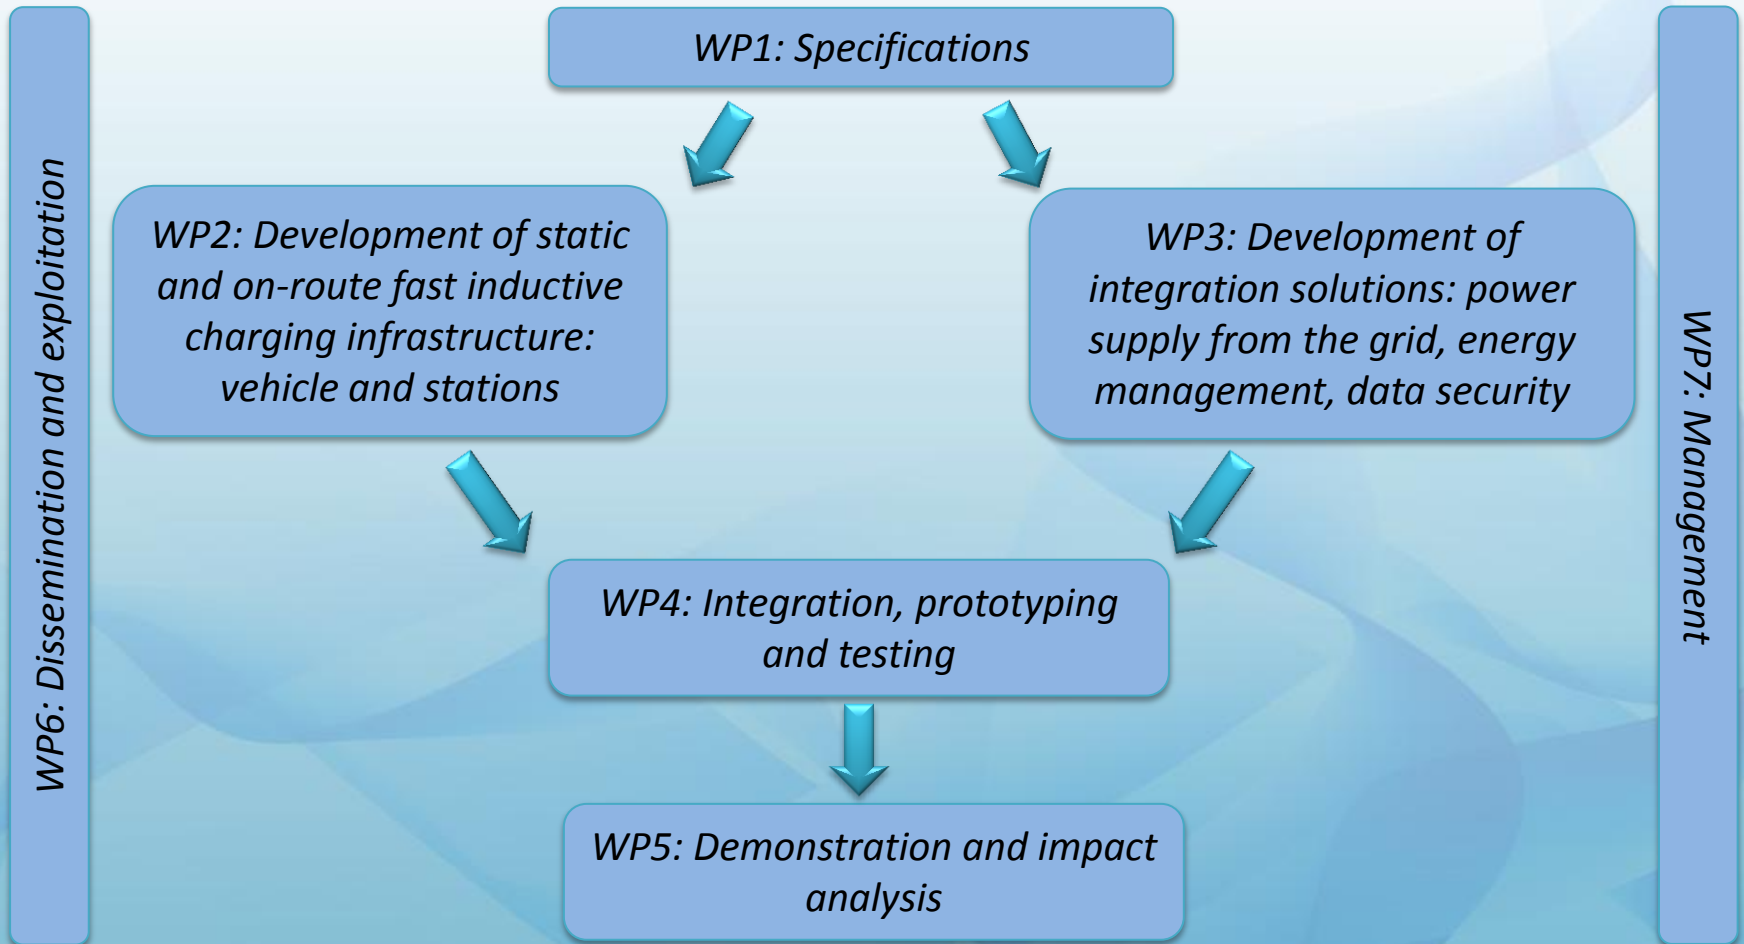 WP1: Specifications
WP2: Development of static
and on-route fast inductive
charging infrastructure:
vehicle and stations
WP3: Development of
integration solutions: power
supply from the grid, energy
management, data security
WP4: Integration, prototyping
and testing
WP5: Demonstration and impact
analysis
WP6: Dissemination and exploitation
WP7: Management